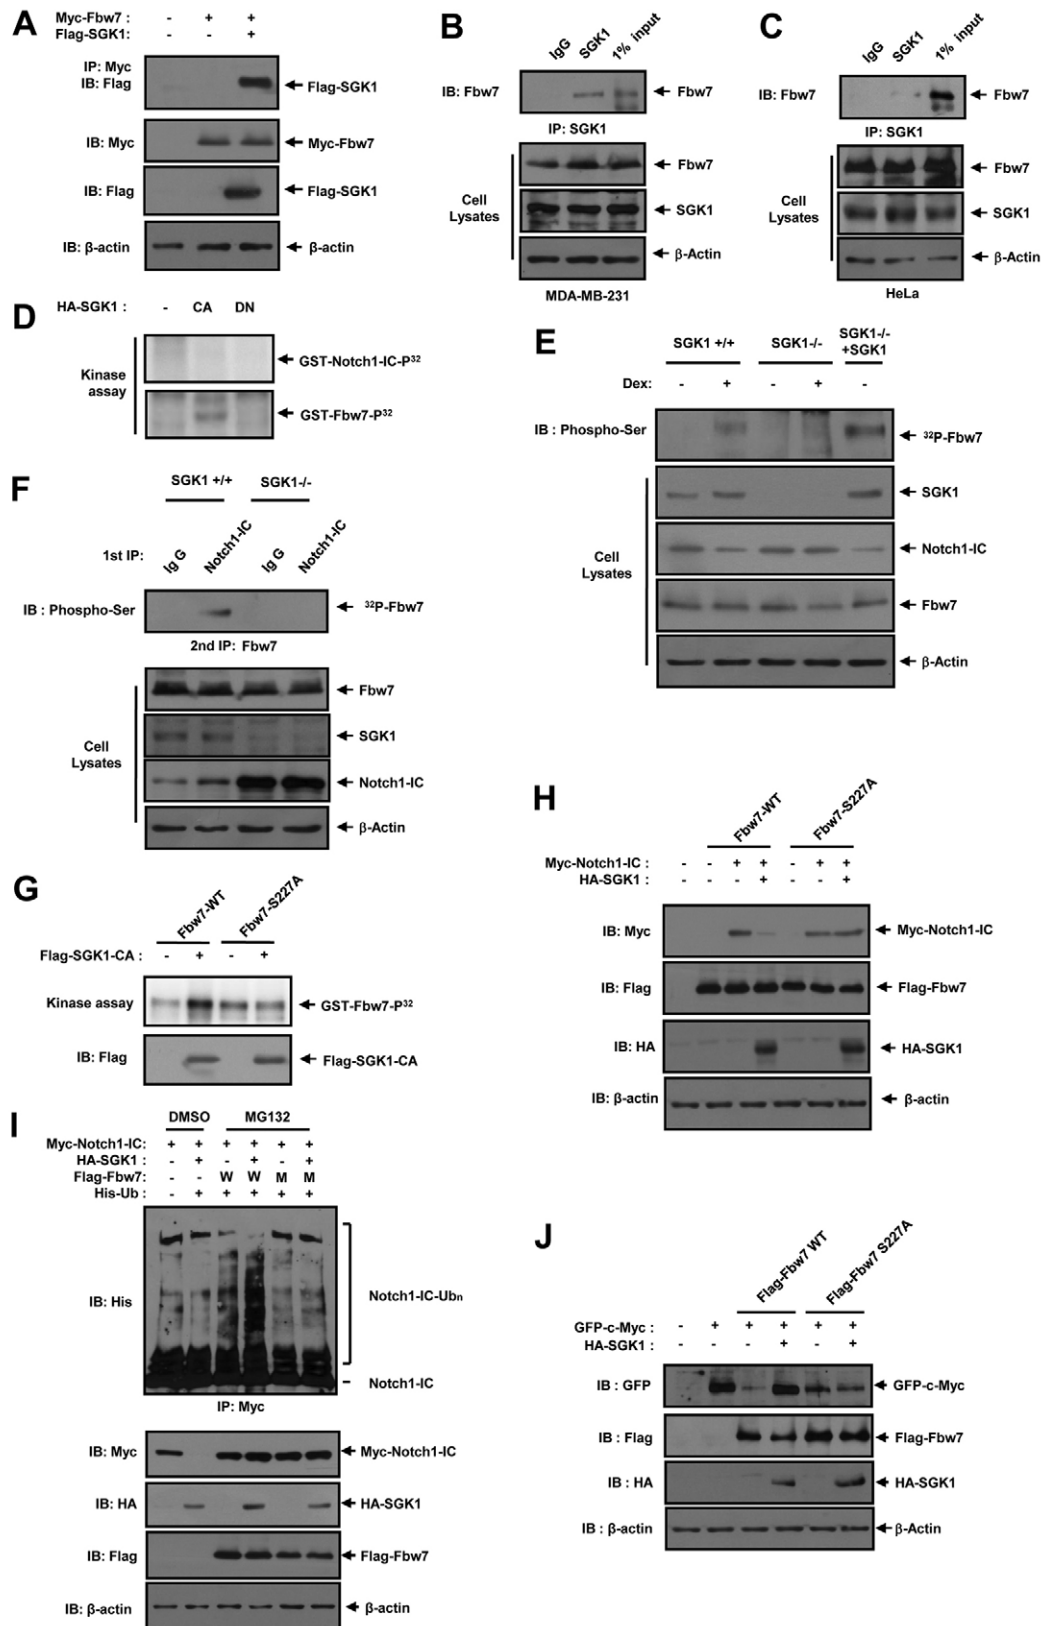 A
Myc-Fbw7 : - + +
Flag-SGK1: - - +
IP: Myc
IB: Flag
Flag-SGK1
IB: Myc
Myc-Fbw7
IB: Flag
Flag-SGK1
IB: β-actin
β-actin
B
IgG SGK1 1% input
IB: Fbw7
Fbw7
IP: SGK1
Fbw7
Cell
Lysates
SGK1
β-Actin
MDA-MB-231
C
IgG SGK1 1% input
IB: Fbw7
Fbw7
IP: SGK1
Fbw7
Cell
Lysates
SGK1
β-Actin
HeLa
D
HA-SGK1 : - CA DN
Kinase
assay
GST-Notch1-IC-P32
GST-Fbw7-P32
E
SGK1 +/+ SGK1-/- SGK1-/-
+SGK1
Dex: - + - + -
IB : Phospho-Ser
32P-Fbw7
SGK1
Cell
Lysates
Notch1-IC
Fbw7
β-Actin
F
SGK1 +/+ SGK1-/-
1st IP: Ig G Notch1-IC Ig G Notch1-IC
IB : Phospho-Ser
32P-Fbw7
2nd IP: Fbw7
Fbw7
Cell
Lysates
SGK1
Notch1-IC
β-Actin
G
Fbw7-WT Fbw7-S227A
Flag-SGK1-CA : - + - +
Kinase assay
GST-Fbw7-P32
IB: Flag
Flag-SGK1-CA
H
Fbw7-WT Fbw7-S227A
Myc-Notch1-IC : - - + + - + +
HA-SGK1 : - - - + - - +
IB: Myc
Myc-Notch1-IC
IB: Flag
Flag-Fbw7
IB: HA
HA-SGK1
IB: β-actin
β-actin
I
DMSO MG132
Myc-Notch1-IC: + + + + + +
HA-SGK1 : - + - + - +
Flag-Fbw7: - - W W M M
His-Ub : - + + + + +
IB: His
Notch1-IC-Ubn
Notch1-IC
IP: Myc
IB: Myc
Myc-Notch1-IC
IB: HA
HA-SGK1
IB: Flag
Flag-Fbw7
IB: β-actin
β-actin
J
Flag-Fbw7 WT Flag-Fbw7 S227A
GFP-c-Myc : - + + + + +
HA-SGK1 : - - - + - +
IB : GFP
GFP-c-Myc
IB : Flag
Flag-Fbw7
IB : HA
HA-SGK1
IB : β-actin
β-Actin